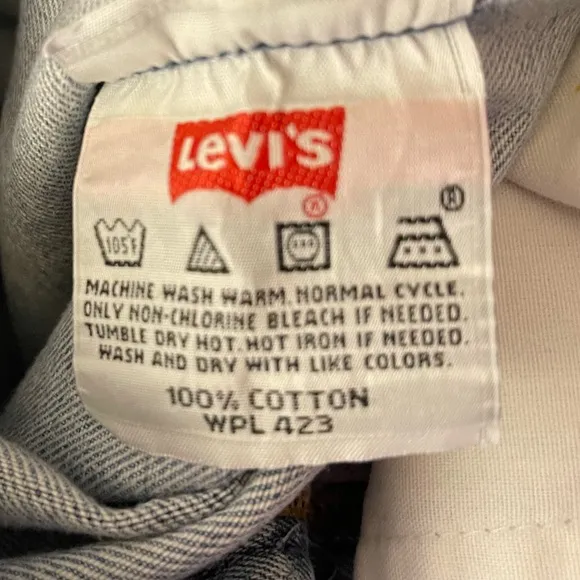 Levi's
®
®
105F
MACHINE WASH WARM. NORMAL CYCLE.
ONLY NON-CHLORINE BLEACH IF NEEDED.
TUMBLE DRY HOT. HOT IRON IF NEEDED.
WASH AND DRY WITH LIKE COLORS.
100% COTTON
WPL 423